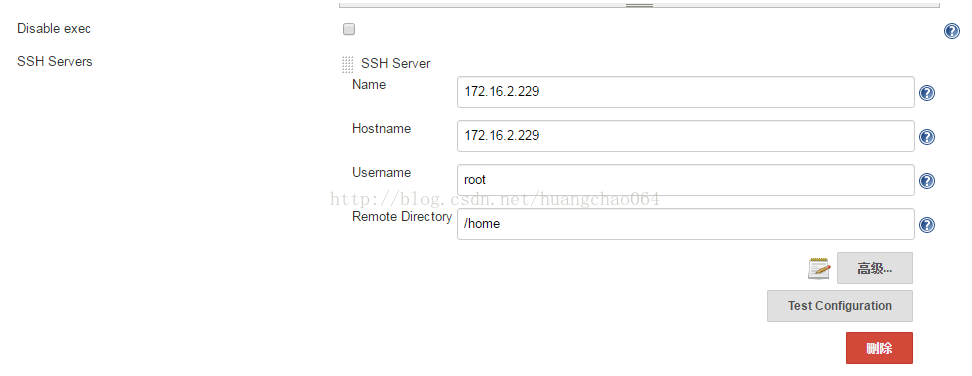 Disable exec
SSH Servers
SSH Server
Name
172.16.2.229
Hostname
172.16.2.229
Username
root
http://blog.csdn.net/huangchao064
Remote Directory
/home
高级...
Test Configuration
删除